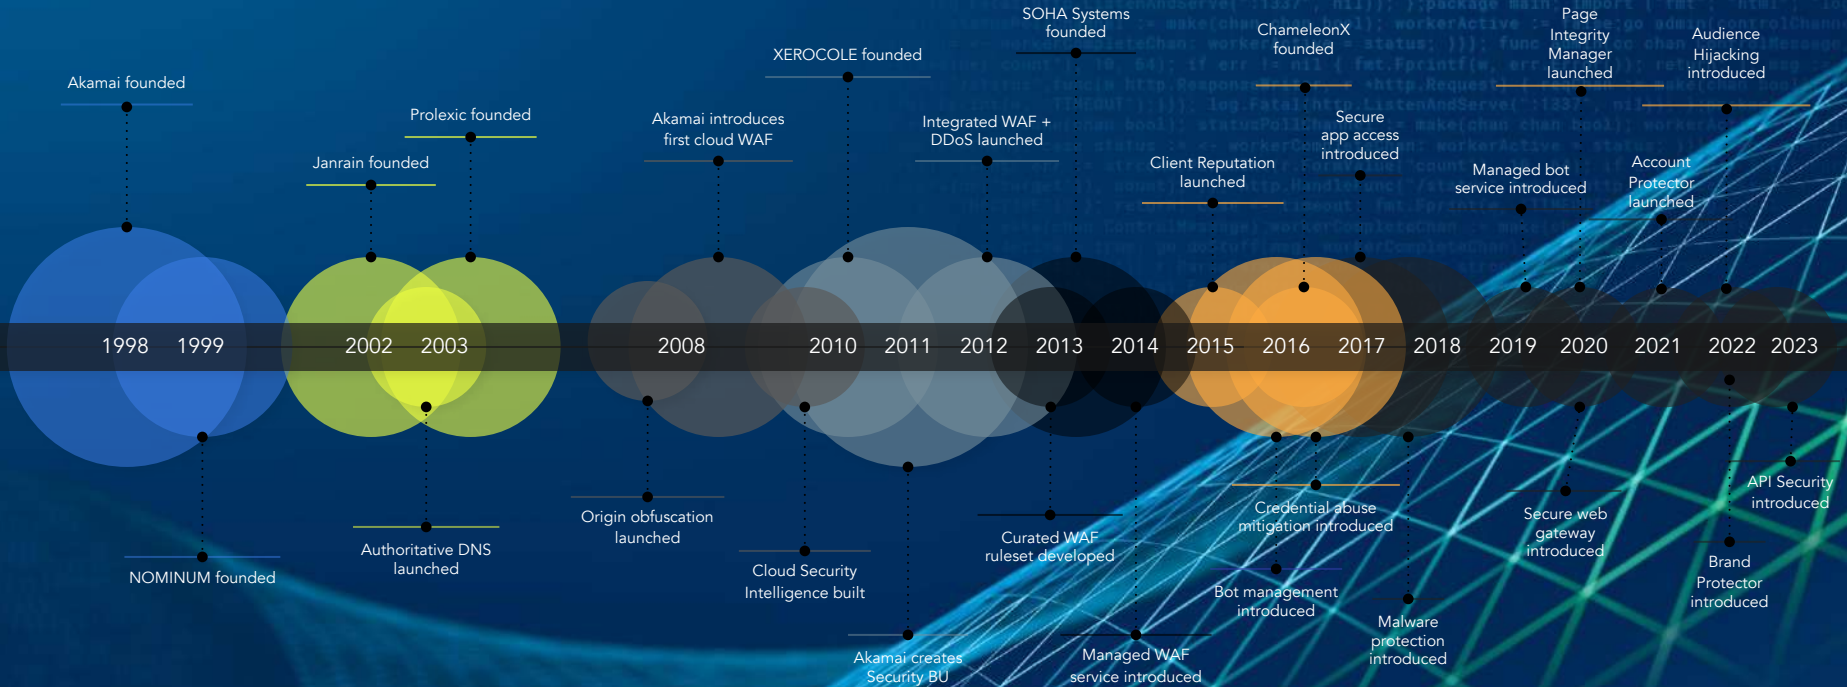 Akamai founded
Janrain founded
Prolexic founded
Akamai introduces
first cloud WAF
XEROCOLE founded
Integrated WAF +
DDoS launched
SOHA Systems
founded
Client Reputation
launched
ChameleonX
founded
Secure
app access
introduced
Managed bot
service introduced
Page
Integrity
Manager
launched
Account
Protector
launched
Audience
Hijacking
introduced
1998 1999 2002 2003 2008 2010 2011 2012 2013 2014 2015 2016 2017 2018 2019 2020 2021 2022 2023
NOMINUM founded
Authoritative DNS
launched
Origin obfuscation
launched
Cloud Security
Intelligence built
Akamai creates
Security BU
Curated WAF
ruleset developed
Managed WAF
service introduced
Bot management
introduced
Credential abuse
mitigation introduced
Malware
protection
introduced
Secure web
gateway
introduced
Brand
Protector
introduced
API Security
introduced